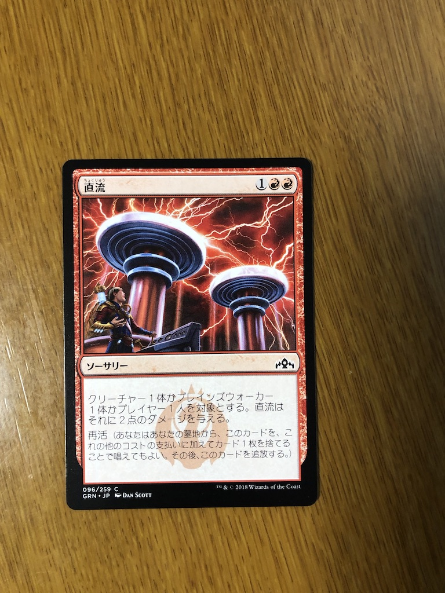 ちょくりゅう
直流
1
ソーサリー
クリーチャー1体かプレインズウォーカー
1体かプレイヤー1人を対象とする。直流は
それに2点のダメージを与える。
再活（あなたはあなたの墓地から、このカードを、こ
れの他のコストの支払いに加えてカード1枚を捨てる
ことで唱えてもよい。その後、このカードを追放する。）
096/259 C
GRN • JP DAN SCOTT
™ & © 2018 Wizards of the Coast